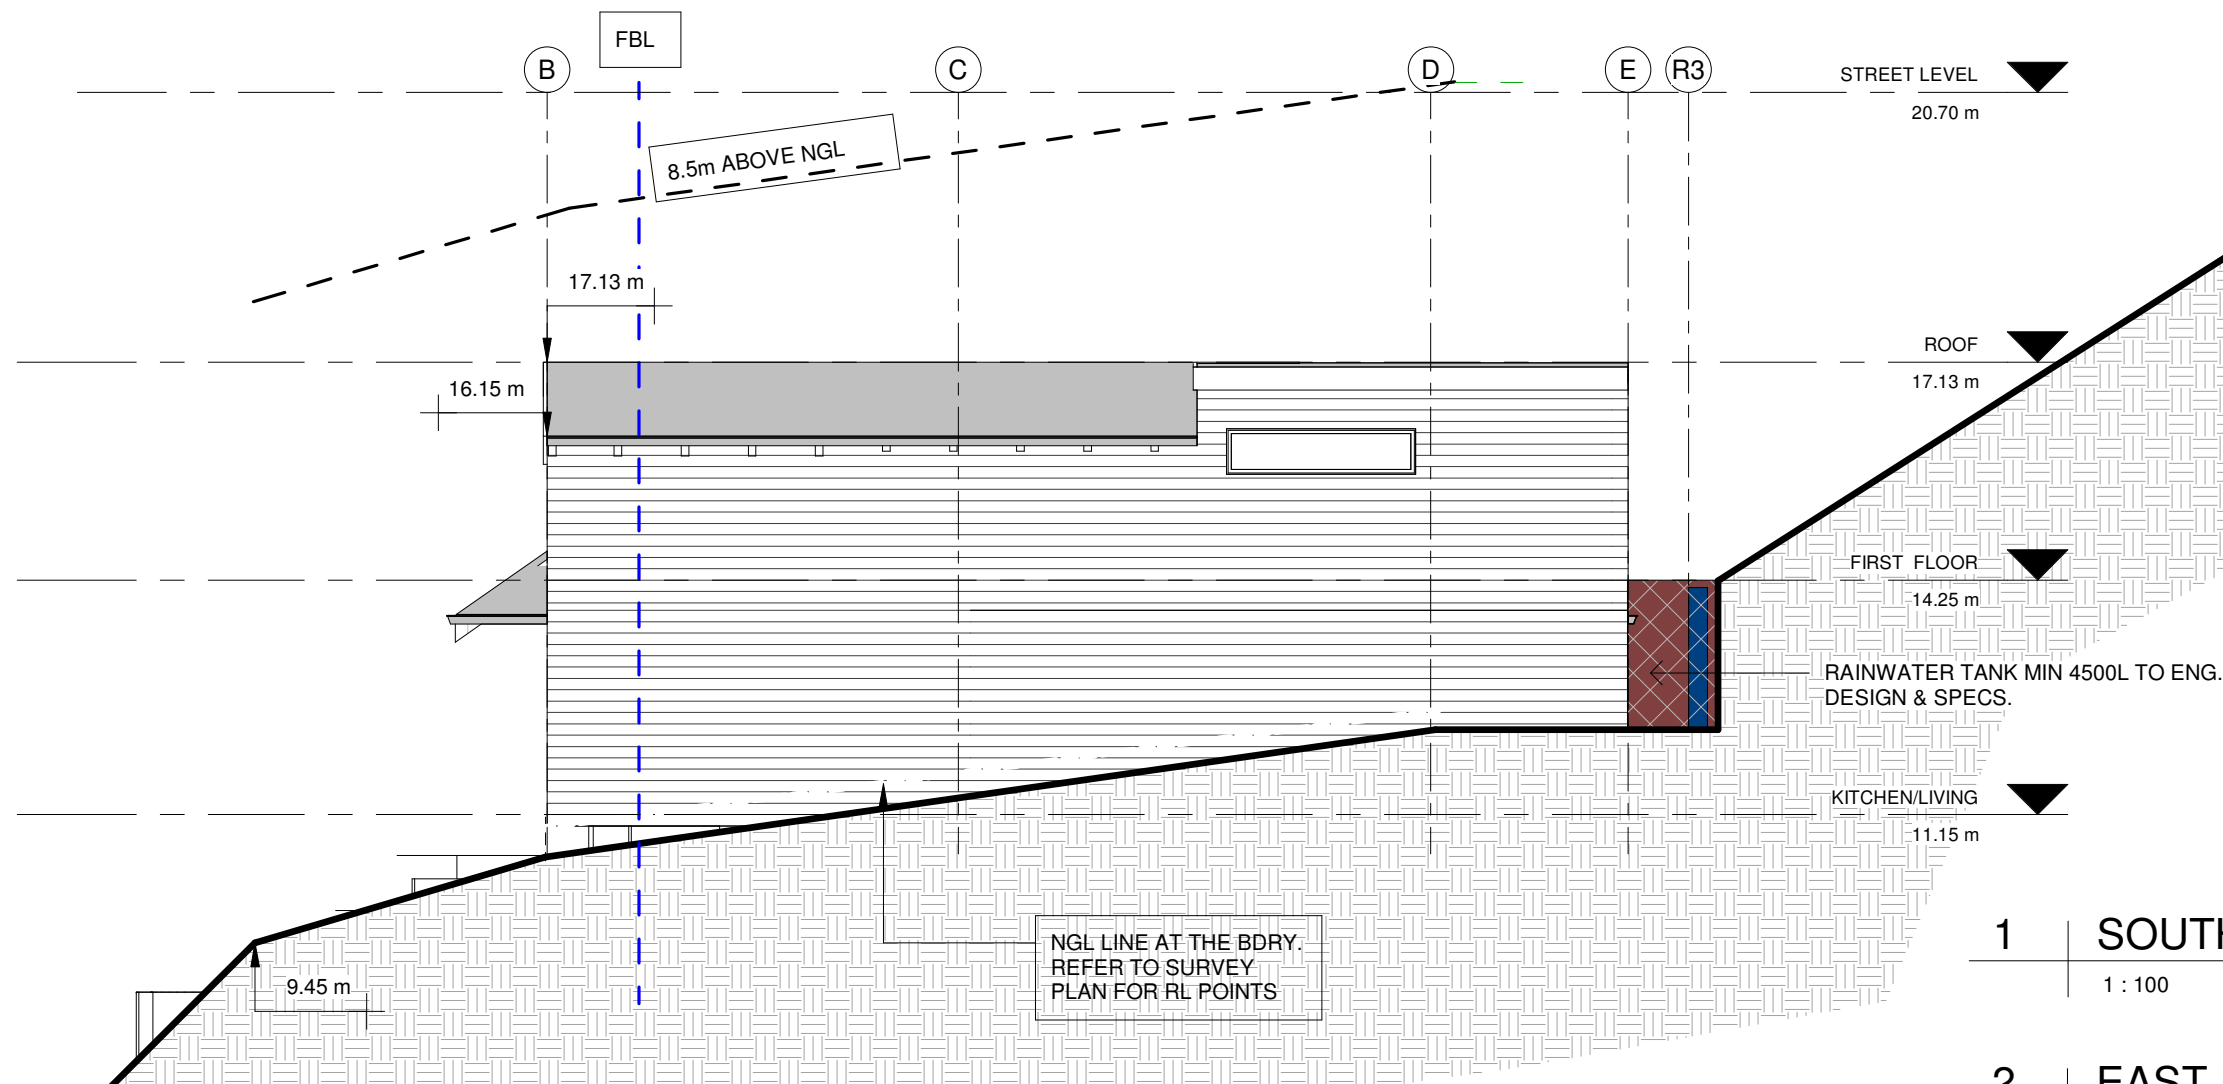 FBL
B
C
D
E
R3
STREET LEVEL
20.70 m
8.5m ABOVE NGL
17.13 m
ROOF
17.13 m
16.15 m
FIRST FLOOR
14.25 m
RAINWATER TANK MIN 4500L TO ENG.
DESIGN & SPECS.
KITCHEN/LIVING
11.15 m
NGL LINE AT THE BDRY.
REFER TO SURVEY
PLAN FOR RL POINTS
9.45 m
1
SOUTH
1 : 100
2
EAST